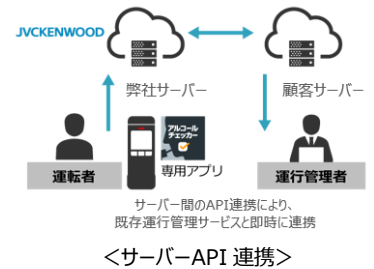 JVCKENWOOD
弊社サーバー
顧客サーバー
アルコール
チェッカー
運転者
専用アプリ
運行管理者
サーバー間のAPI連携により、
既存運行管理サービスと即時に連携
＜サーバーAPI 連携＞